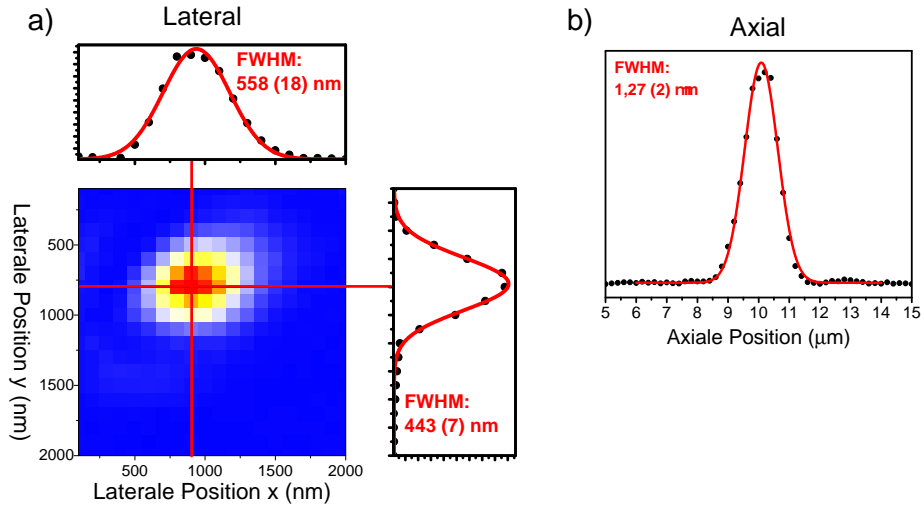 a)
Lateral
FWHM:
558 (18) nm
Laterale Position y (nm)
500
1000
1500
2000
500
1000
1500
2000
Laterale Position x (nm)
FWHM:
443 (7) nm
b)
Axial
FWHM:
1,27 (2) mm
5 6 7 8 9 10 11 12 13 14 15
Axiale Position (μm)